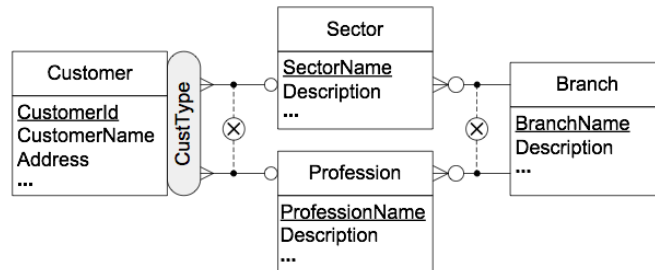 Customer
CustomerId
CustomerName
Address
...
CustType
Sector
SectorName
Description
...
Profession
ProfessionName
Description
...
Branch
BranchName
Description
...